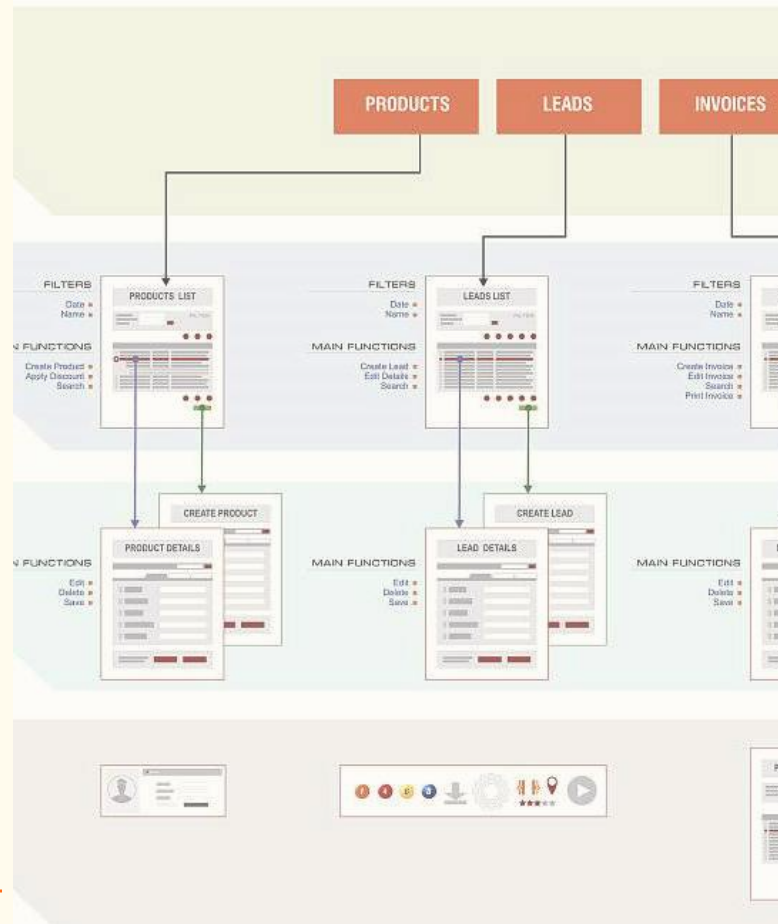 PRODUCTS
LEADS
INVOICES
FILTERS
Date
Name
FUNCTIONS
Create Product
Apply Discount
Search
PRODUCTS LIST
FILTER
FILTERS
Date
Name
MAIN FUNCTIONS
Create Lead
Edit Details
Search
LEADS LIST
FILTER
FILTERS
Date
Name
MAIN FUNCTIONS
Create Invoice
Edit Invoice
Search
Print Invoice
FUNCTIONS
Edit
Delete
Save
CREATE PRODUCT
PRODUCT DETAILS
MAIN FUNCTIONS
Edit
Delete
Save
CREATE LEAD
LEAD DETAILS
MAIN FUNCTIONS
Edit
Delete
Save